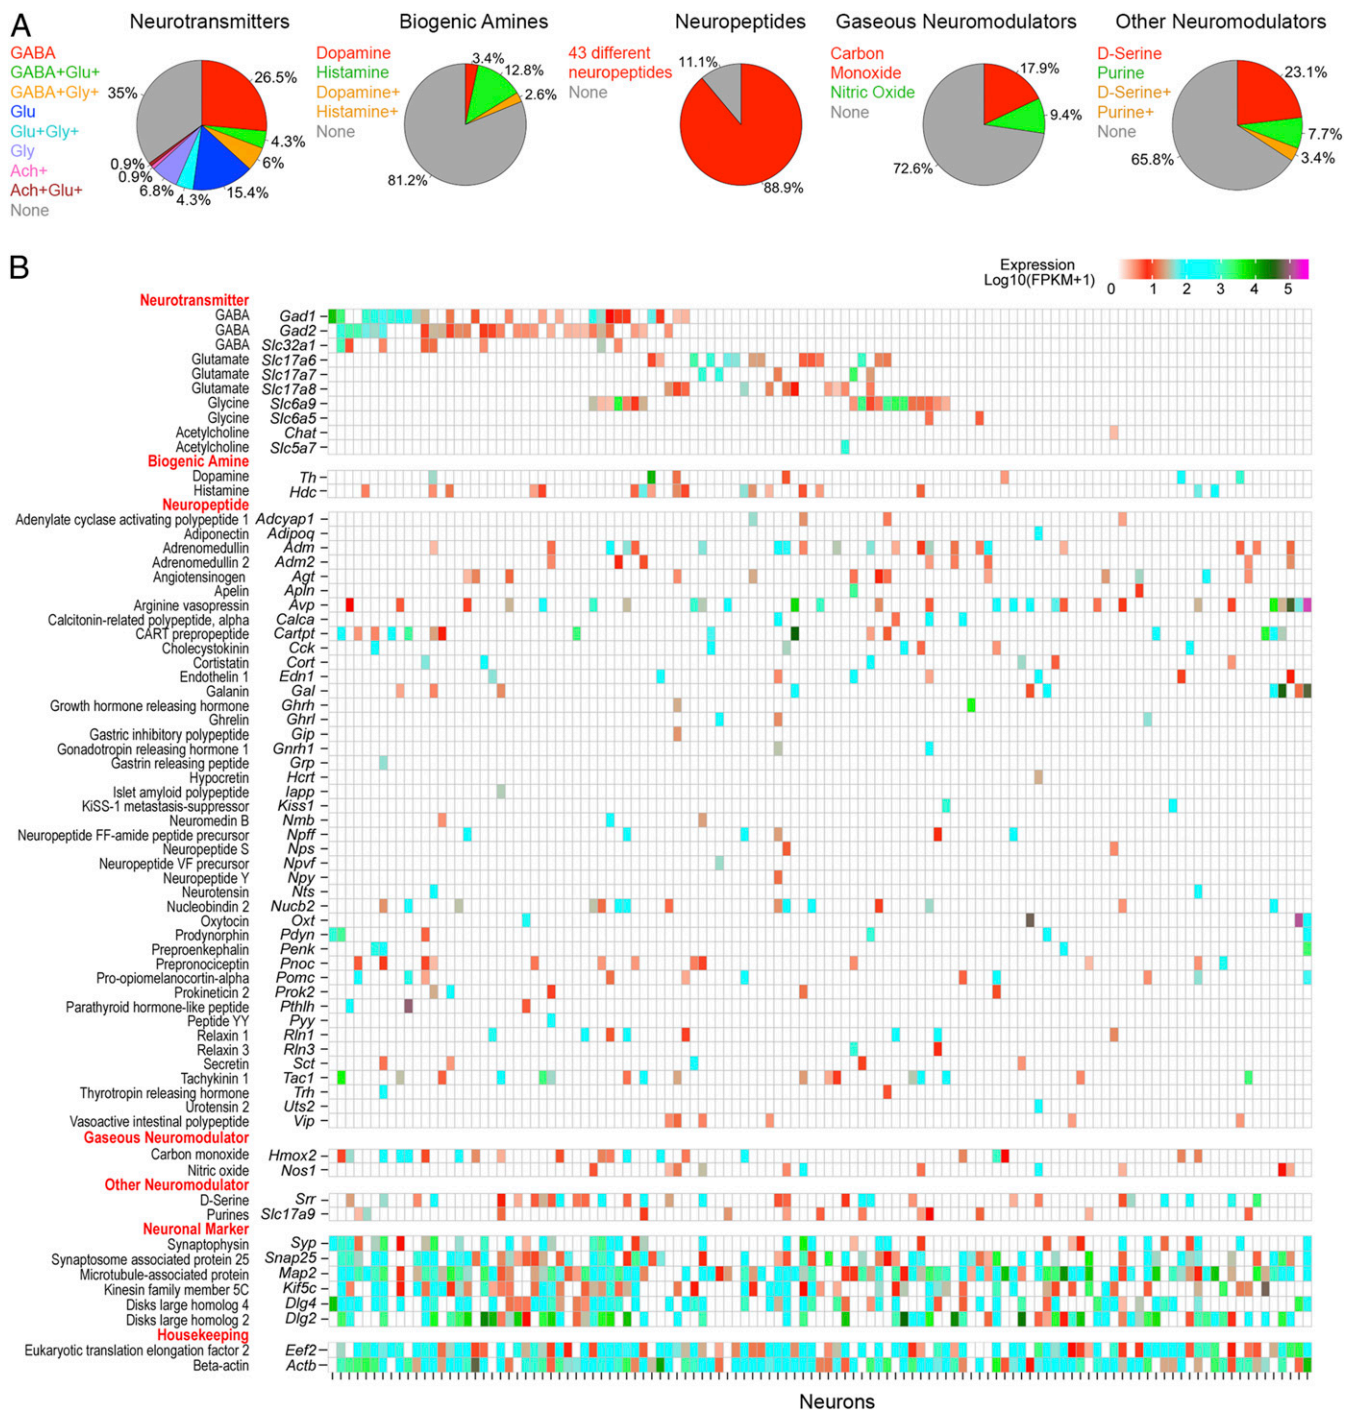 A
Neurotransmitters
GABA
GABA+Glu+
GABA+Gly+
Glu
Glu+Gly+
Gly
Ach+
Ach+Glu+
None
26.5%
4.3%
6%
15.4%
4.3%
6.8%
0.9%
0.9%
35%
Biogenic Amines
Dopamine
Histamine
Dopamine+
Histamine+
None
3.4%
12.8%
2.6%
81.2%
Neuropeptides
43 different
neuropeptides
None
11.1%
88.9%
Gaseous Neuromodulators
Carbon
Monoxide
Nitric Oxide
None
17.9%
9.4%
72.6%
Other Neuromodulators
D-Serine
Purine
D-Serine+
Purine+
None
23.1%
7.7%
3.4%
65.8%
B
Expression
Log10(FPKM+1)
0 1 2 3 4 5
Neurotransmitter
GABA Gad1
GABA Gad2
GABA Slc32a1
Glutamate Slc17a6
Glutamate Slc17a7
Glutamate Slc17a8
Glycine Slc6a9
Glycine Slc6a5
Acetylcholine Chat
Acetylcholine Slc5a7
Biogenic Amine
Dopamine Th
Histamine Hdc
Neuropeptide
Adenylate cyclase activating polypeptide 1 Adcyap1
Adiponectin Adipoq
Adrenomedullin Adm
Adrenomedullin 2 Adm2
Angiotensinogen Agt
Apelin Apln
Arginine vasopressin Avp
Calcitonin-related polypeptide, alpha Calca
CART prepropeptide Cartpt
Cholecystokinin Cck
Cortistatin Cort
Endothelin 1 Edn1
Galanin Gal
Growth hormone releasing hormone Ghrh
Ghrelin Ghrl
Gastric inhibitory polypeptide Gip
Gonadotropin releasing hormone 1 Gnrh1
Gastrin releasing peptide Grp
Hypocretin Hcrt
Islet amyloid polypeptide Iapp
KiSS-1 metastasis-suppressor Kiss1
Neuromedin B Nmb
Neuropeptide FF-amide peptide precursor Npff
Neuropeptide S Nps
Neuropeptide VF precursor Npvf
Neuropeptide Y Npy
Neurotensin Nts
Nucleobindin 2 Nucb2
Oxytocin Oxt
Prodynorphin Pdyn
Preproenkephalin Penk
Prepronociceptin Pnoc
Pro-opiomelanocortin-alpha Pomc
Prokineticin 2 Prok2
Parathyroid hormone-like peptide Pthlh
Peptide YY Pyy
Relaxin 1 Rln1
Relaxin 3 Rln3
Secretin Sct
Tachykinin 1 Tac1
Thyrotropin releasing hormone Trh
Urotensin 2 Uts2
Vasoactive intestinal polypeptide Vip
Gaseous Neuromodulator
Carbon monoxide Hmox2
Nitric oxide Nos1
Other Neuromodulator
D-Serine Srr
Purines Slc17a9
Neuronal Marker
Synaptophysin Syp
Synaptosome associated protein 25 Snap25
Microtubule-associated protein Map2
Kinesin family member 5C Kif5c
Disks large homolog 4 Dlg4
Disks large homolog 2 Dlg2
Housekeeping
Eukaryotic translation elongation factor 2 Eef2
Beta-actin Actb
Neurons